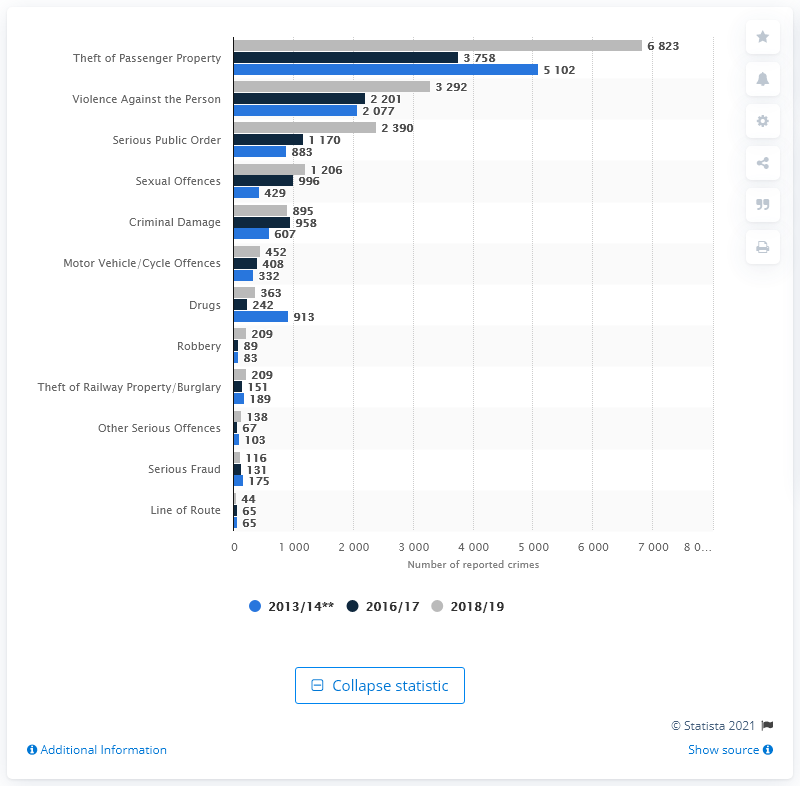 6 823
Theft of Passenger Property 3 758
5 102
3 292
Violence Against the Person 2 201
2 077
2 390
Serious Public Order 1 170
883
1 206
Sexual Offences 996
429
895
Criminal Damage 958
607
452
Motor Vehicle/Cycle Offences 408
332
363
Drugs 242
913
209
Robbery 89
83
209
Theft of Railway Property/Burglary 151
189
138
Other Serious Offences 67
103
116
Serious Fraud 131
175
44
Line of Route 65
65
0 1 000 2 000 3 000 4 000 5 000 6 000 7 000 8 0…
Number of reported crimes
2013/14** 2016/17 2018/19
Collapse statistic
© Statista 2021
Additional Information Show source